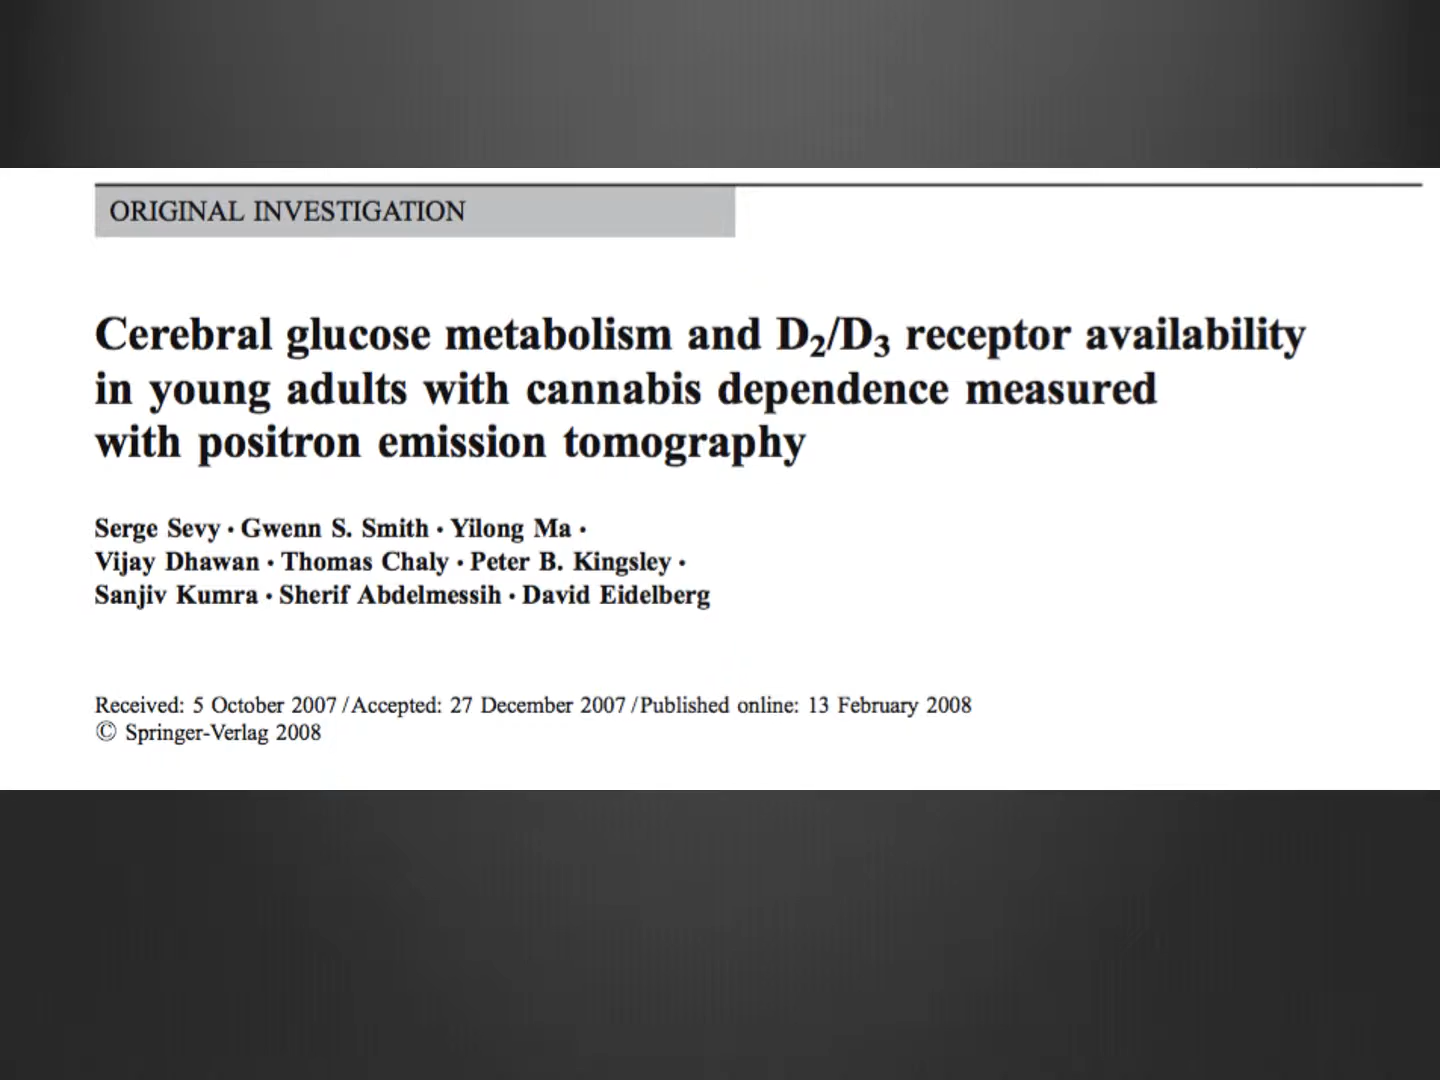 ORIGINAL INVESTIGATION
Cerebral glucose metabolism and D₂/D₃ receptor availability
in young adults with cannabis dependence measured
with positron emission tomography
Serge Sevy · Gwenn S. Smith · Yilong Ma ·
Vijay Dhawan · Thomas Chaly · Peter B. Kingsley ·
Sanjiv Kumra · Sherif Abdelmessih · David Eidelberg
Received: 5 October 2007 / Accepted: 27 December 2007 / Published online: 13 February 2008
© Springer-Verlag 2008